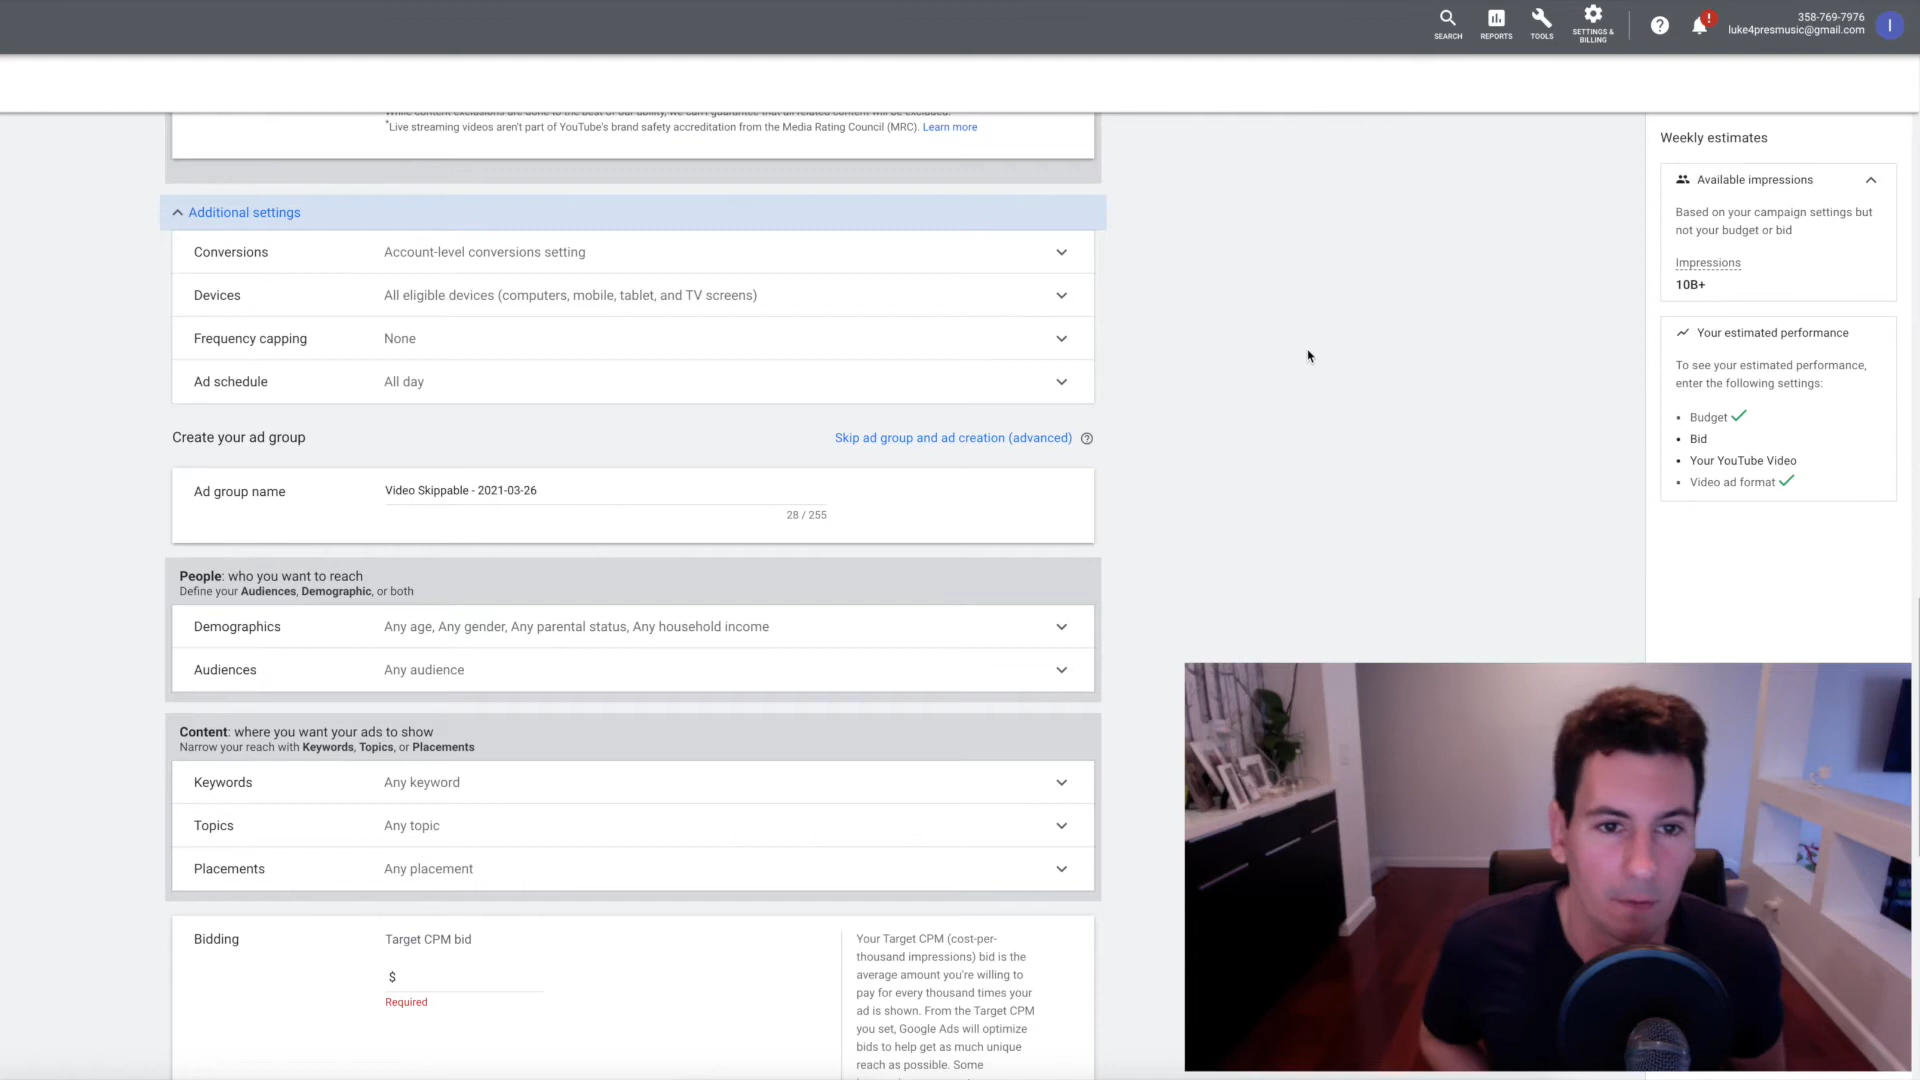 SEARCH
REPORTS
TOOLS
SETTINGS &
BILLING
358-769-7976
luke4presmusic@gmail.com
I
while content exclusions are done to the best of our ability, we can't guarantee that all related content will be excluded.
*Live streaming videos aren't part of YouTube's brand safety accreditation from the Media Rating Council (MRC). Learn more
Additional settings
Conversions Account-level conversions setting
Devices All eligible devices (computers, mobile, tablet, and TV screens)
Frequency capping None
Ad schedule All day
Create your ad group Skip ad group and ad creation (advanced)
Ad group name Video Skippable - 2021-03-26
28 / 255
People: who you want to reach
Define your Audiences, Demographic, or both
Demographics Any age, Any gender, Any parental status, Any household income
Audiences Any audience
Content: where you want your ads to show
Narrow your reach with Keywords, Topics, or Placements
Keywords Any keyword
Topics Any topic
Placements Any placement
Bidding Target CPM bid
$
Required
Your Target CPM (cost-per-
thousand impressions) bid is the
average amount you're willing to
pay for every thousand times your
ad is shown. From the Target CPM
you set, Google Ads will optimize
bids to help get as much unique
reach as possible. Some
Weekly estimates
Available impressions
Based on your campaign settings but
not your budget or bid
Impressions
10B+
Your estimated performance
To see your estimated performance,
enter the following settings:
• Budget
• Bid
• Your YouTube Video
• Video ad format